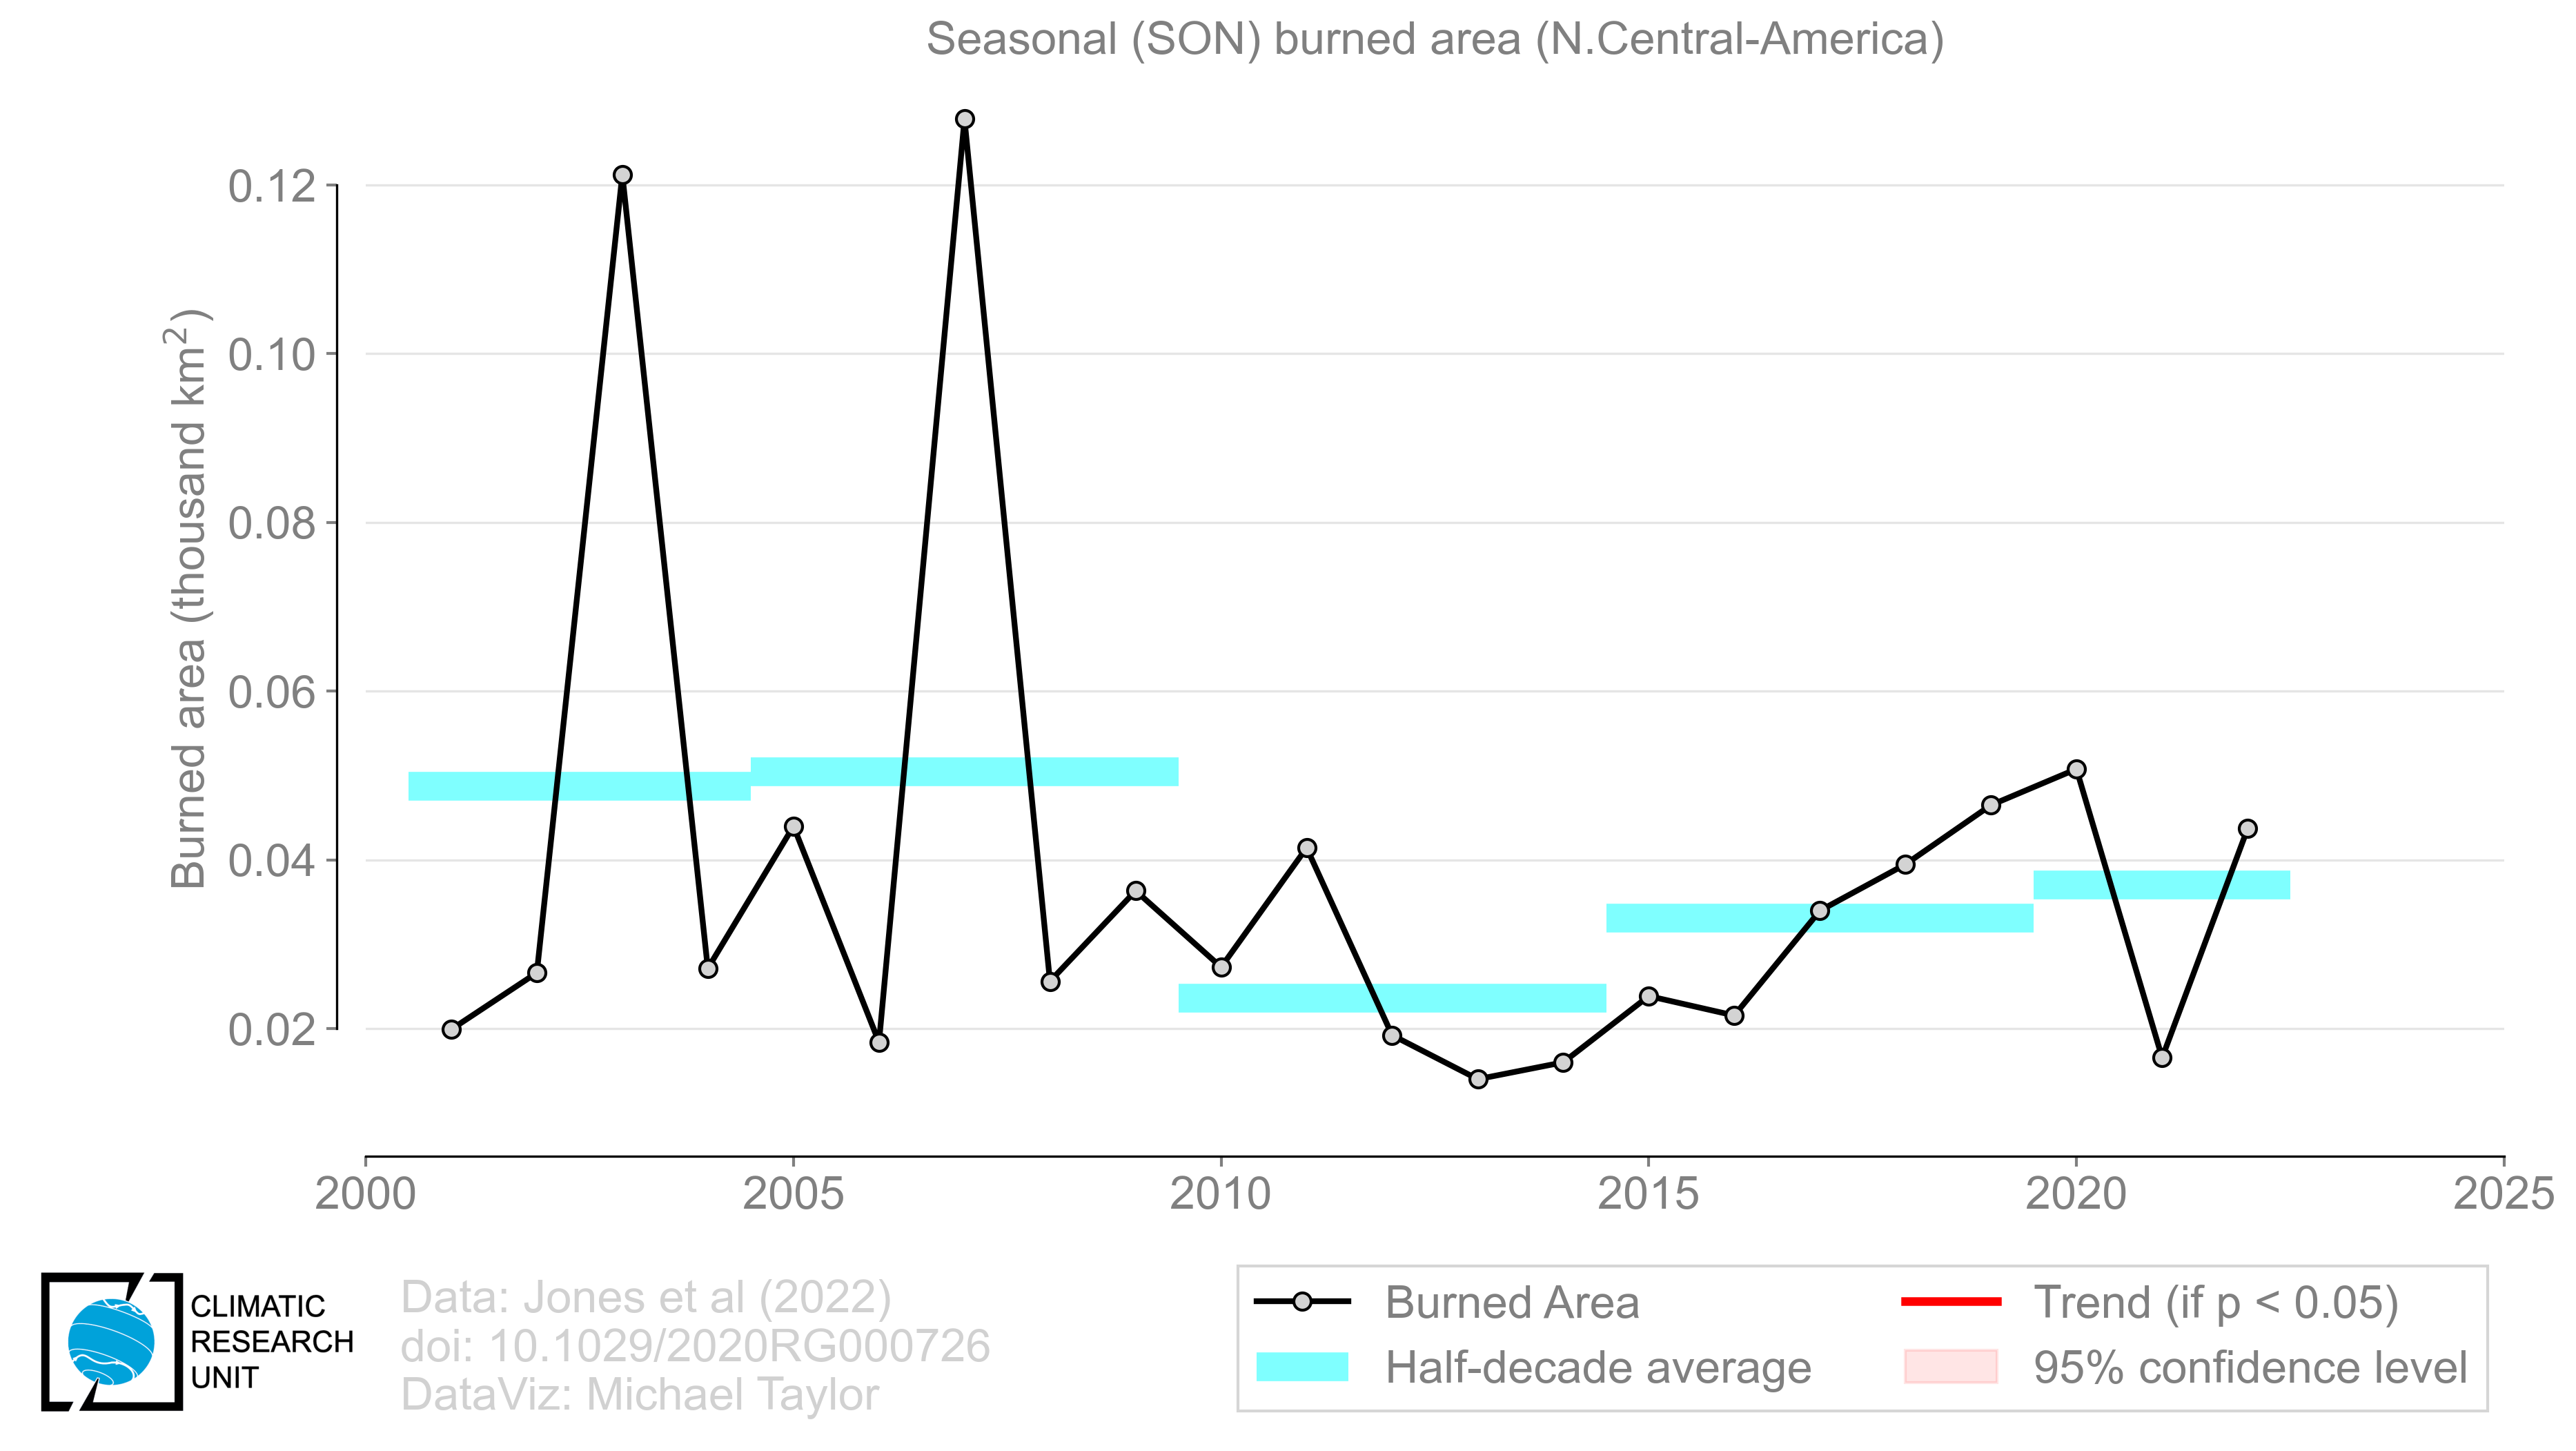 Seasonal (SON) burned area (N.Central-America)
Burned area (thousand km²)
0.12
0.10
0.08
0.06
0.04
0.02
2000 2005 2010 2015 2020 2025
CLIMATIC
RESEARCH
UNIT
Data: Jones et al (2022)
doi: 10.1029/2020RG000726
DataViz: Michael Taylor
Burned Area
Half-decade average
Trend (if p < 0.05)
95% confidence level